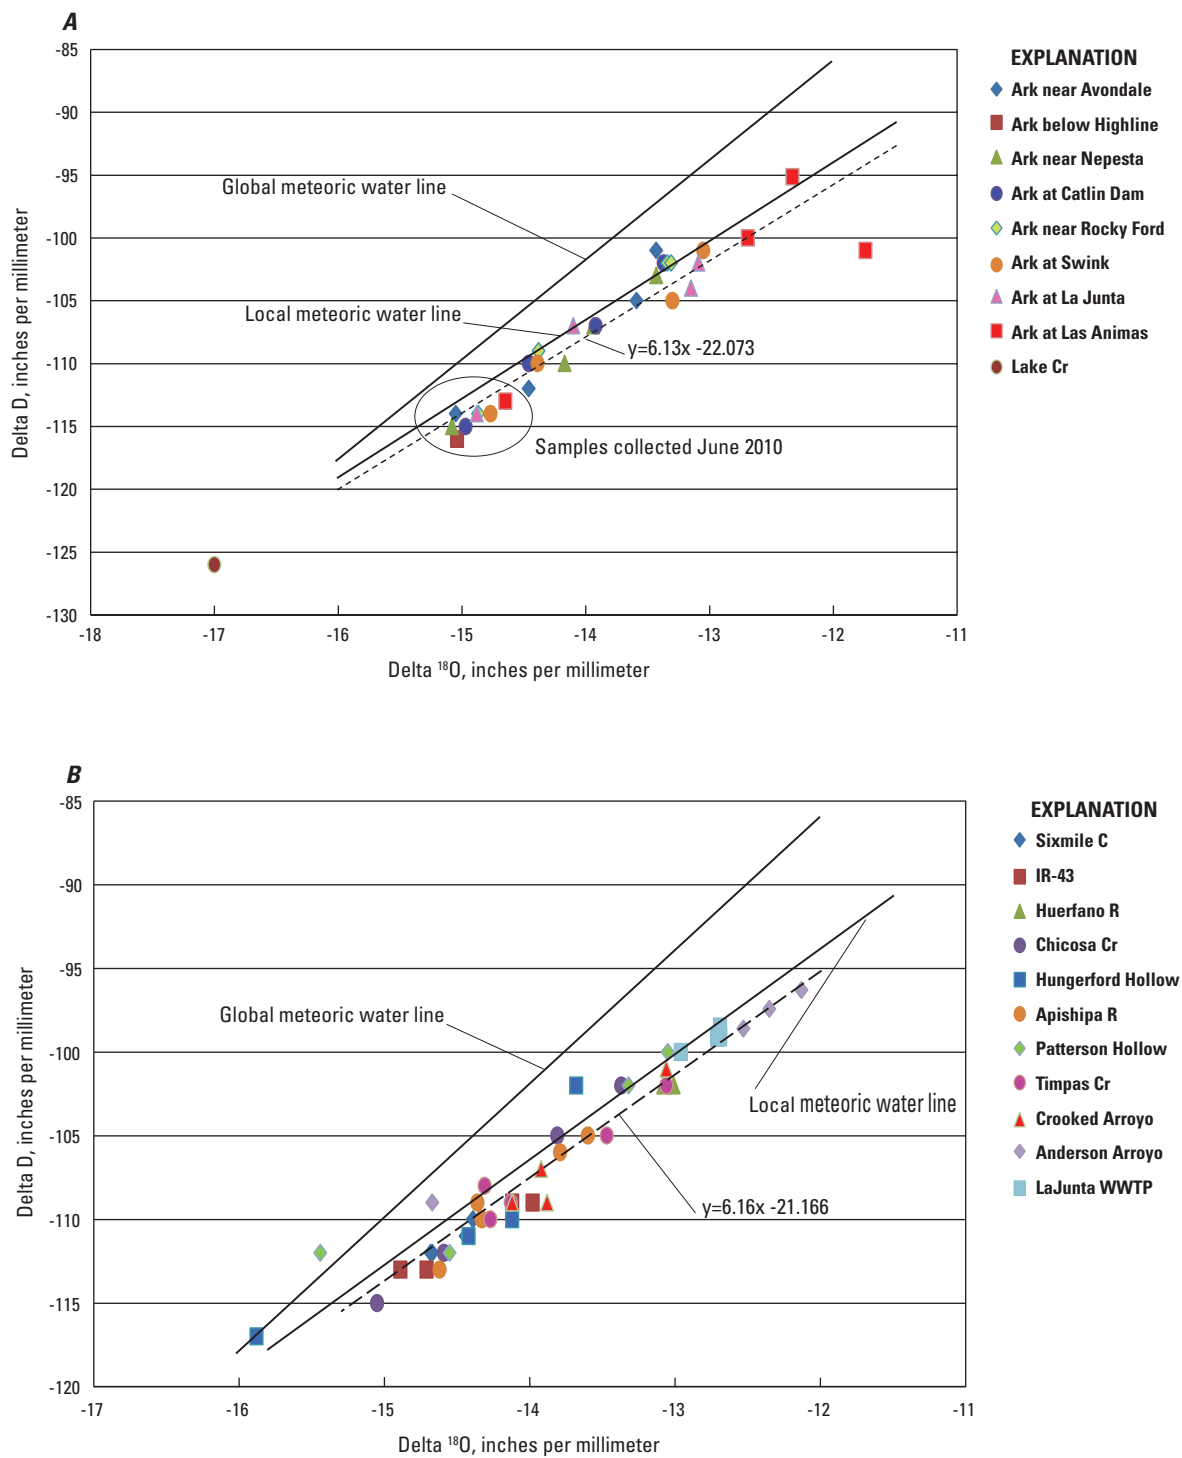 A
-85
-90
-95
-100
-105
-110
-115
-120
-125
-130
Delta D, inches per millimeter
Global meteoric water line
Local meteoric water line
y=6.13x -22.073
Samples collected June 2010
-18 -17 -16 -15 -14 -13 -12 -11
Delta 18O, inches per millimeter
EXPLANATION
Ark near Avondale
Ark below Highline
Ark near Nepesta
Ark at Catlin Dam
Ark near Rocky Ford
Ark at Swink
Ark at La Junta
Ark at Las Animas
Lake Cr
B
-85
-90
-95
-100
-105
-110
-115
-120
Delta D, inches per millimeter
Global meteoric water line
Local meteoric water line
y=6.16x -21.166
-17 -16 -15 -14 -13 -12 -11
Delta 18O, inches per millimeter
EXPLANATION
Sixmile C
IR-43
Huerfano R
Chicosa Cr
Hungerford Hollow
Apishipa R
Patterson Hollow
Timpas Cr
Crooked Arroyo
Anderson Arroyo
LaJunta WWTP